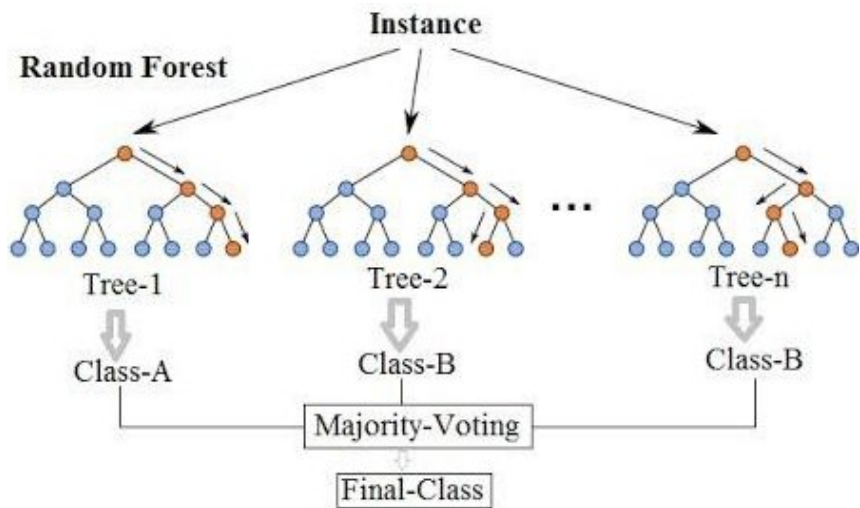 Instance
Random Forest
...
Tree-1
Tree-2
Tree-n
Class-A
Class-B
Class-B
Majority-Voting
Final-Class